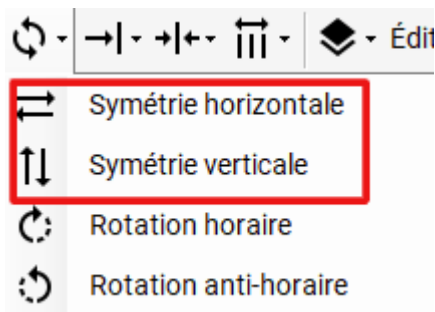 Édit
Symétrie horizontale
Symétrie verticale
Rotation horaire
Rotation anti-horaire